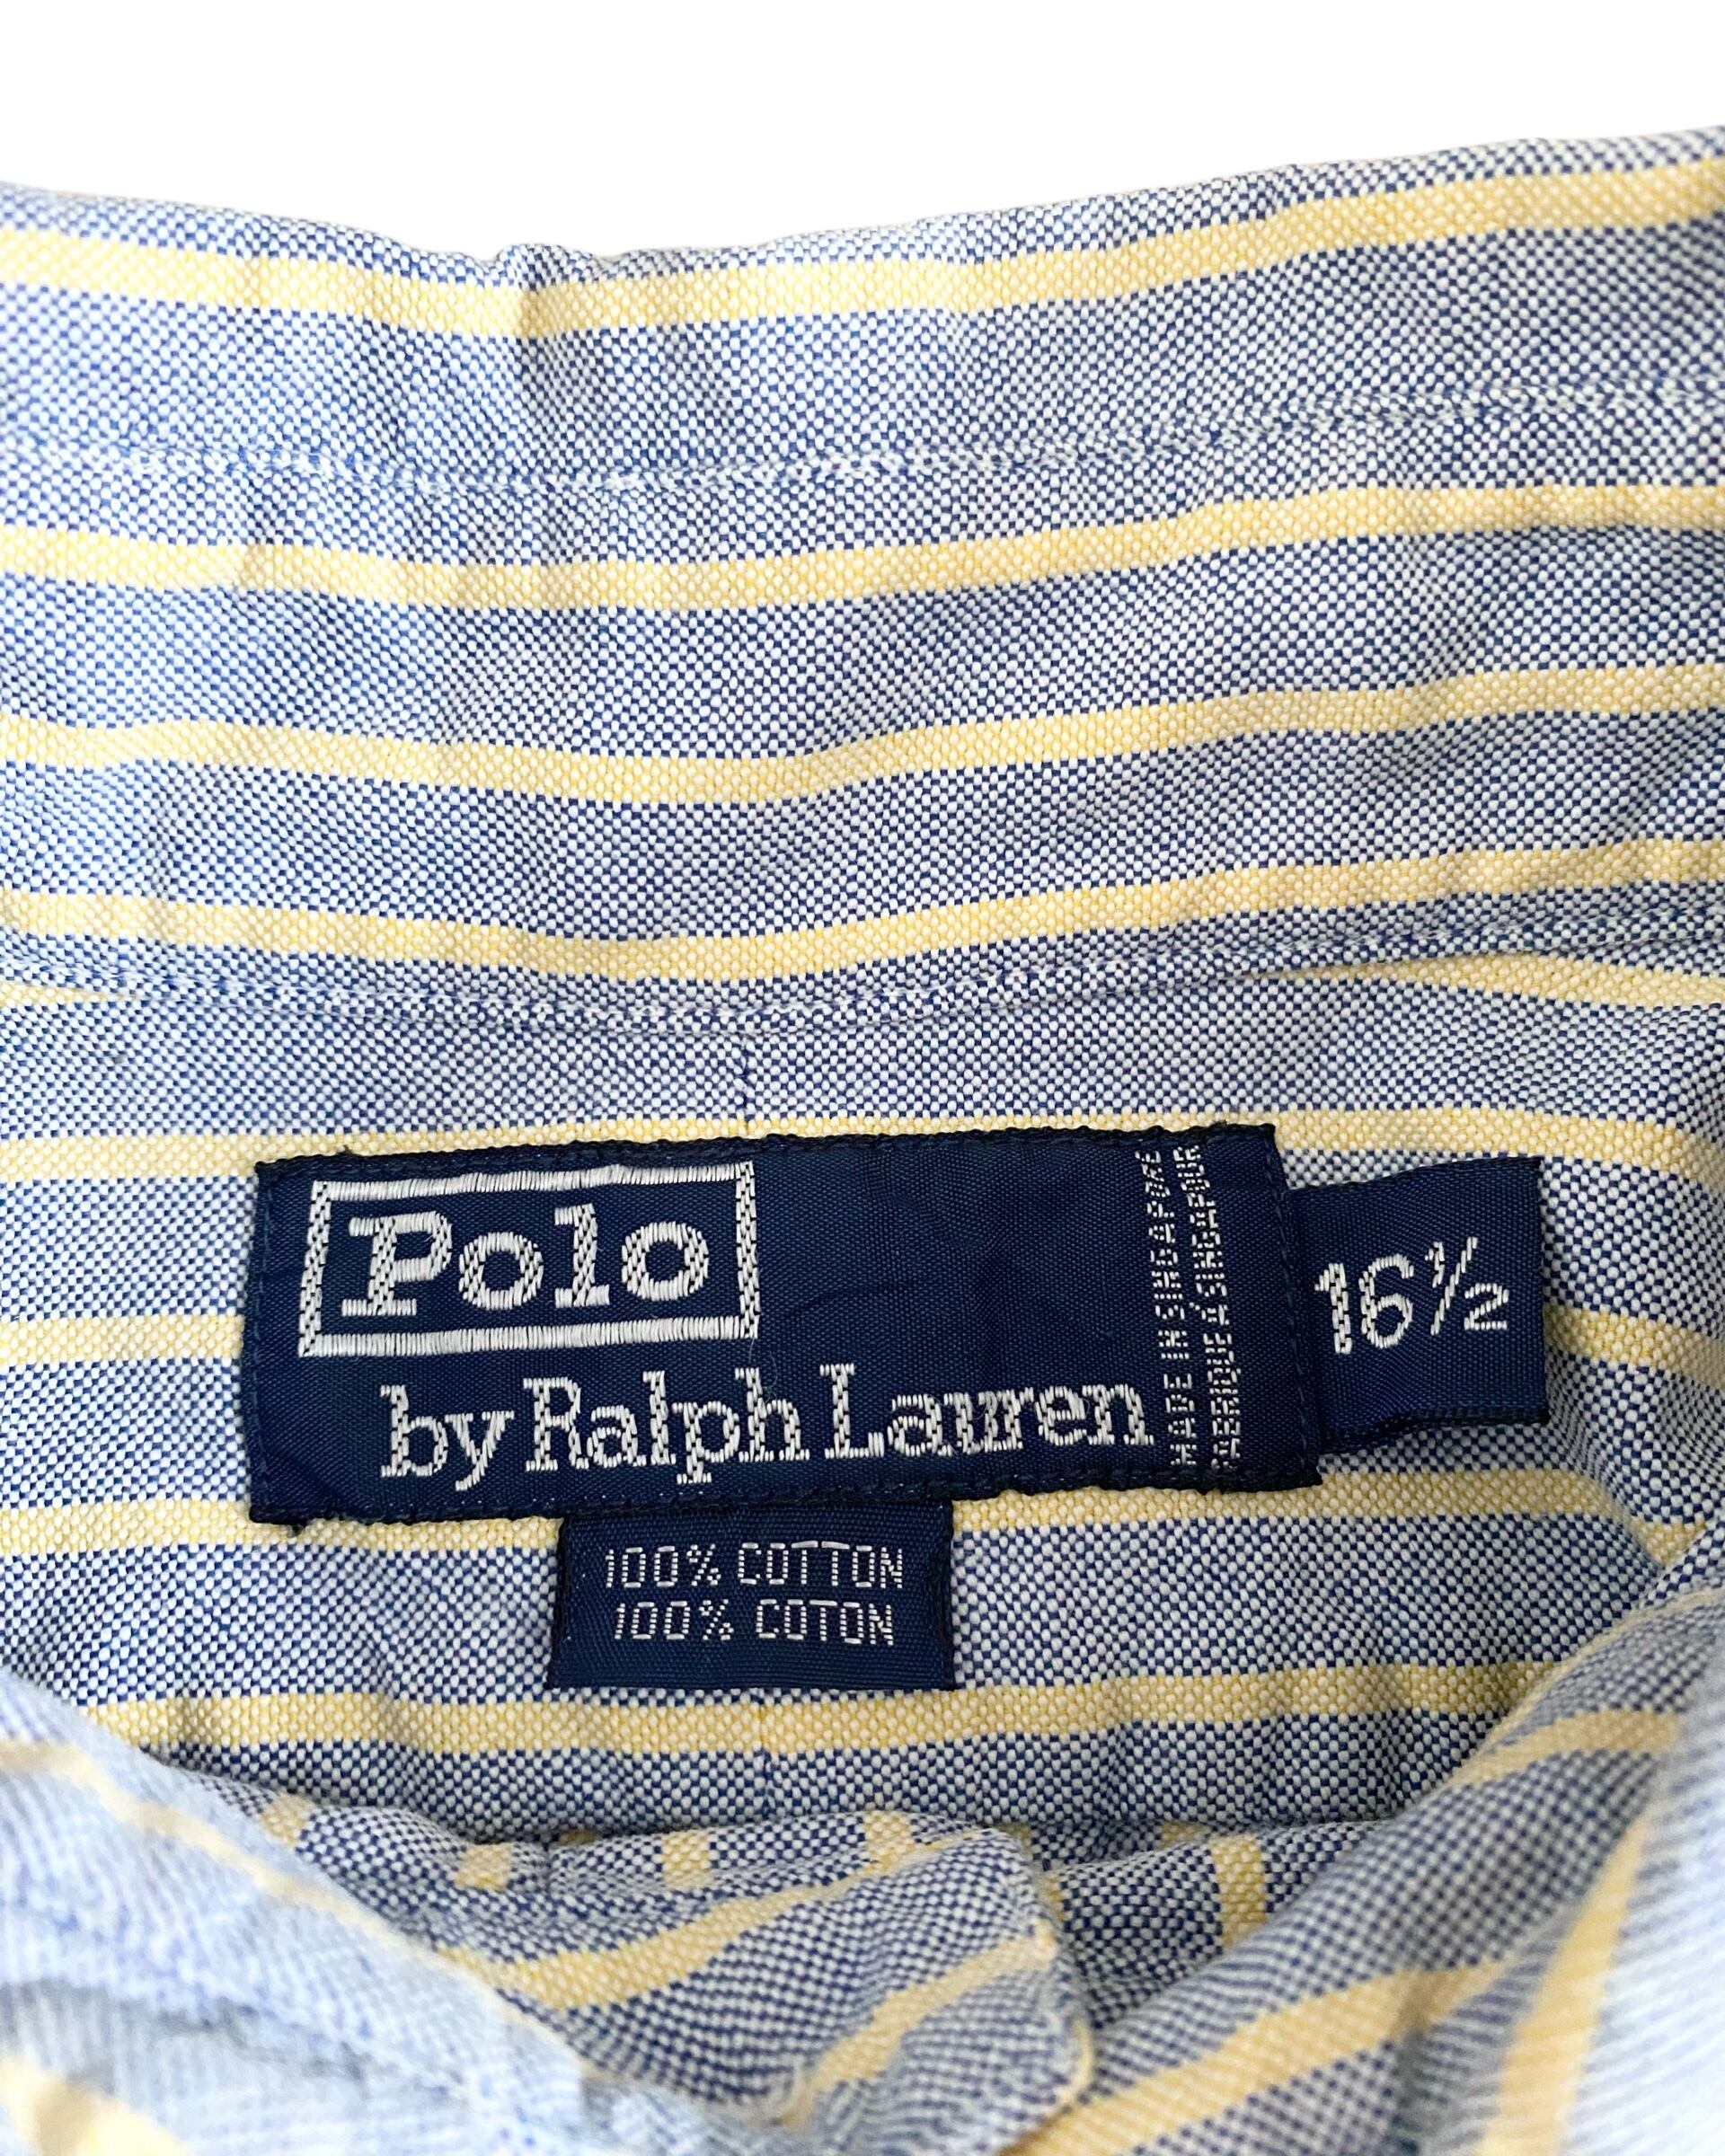 Polo
by Ralph Lauren
MADE IN SINGAPORE
FABRIQUE À SINGAPOUR
16½
100% COTTON
100% COTON